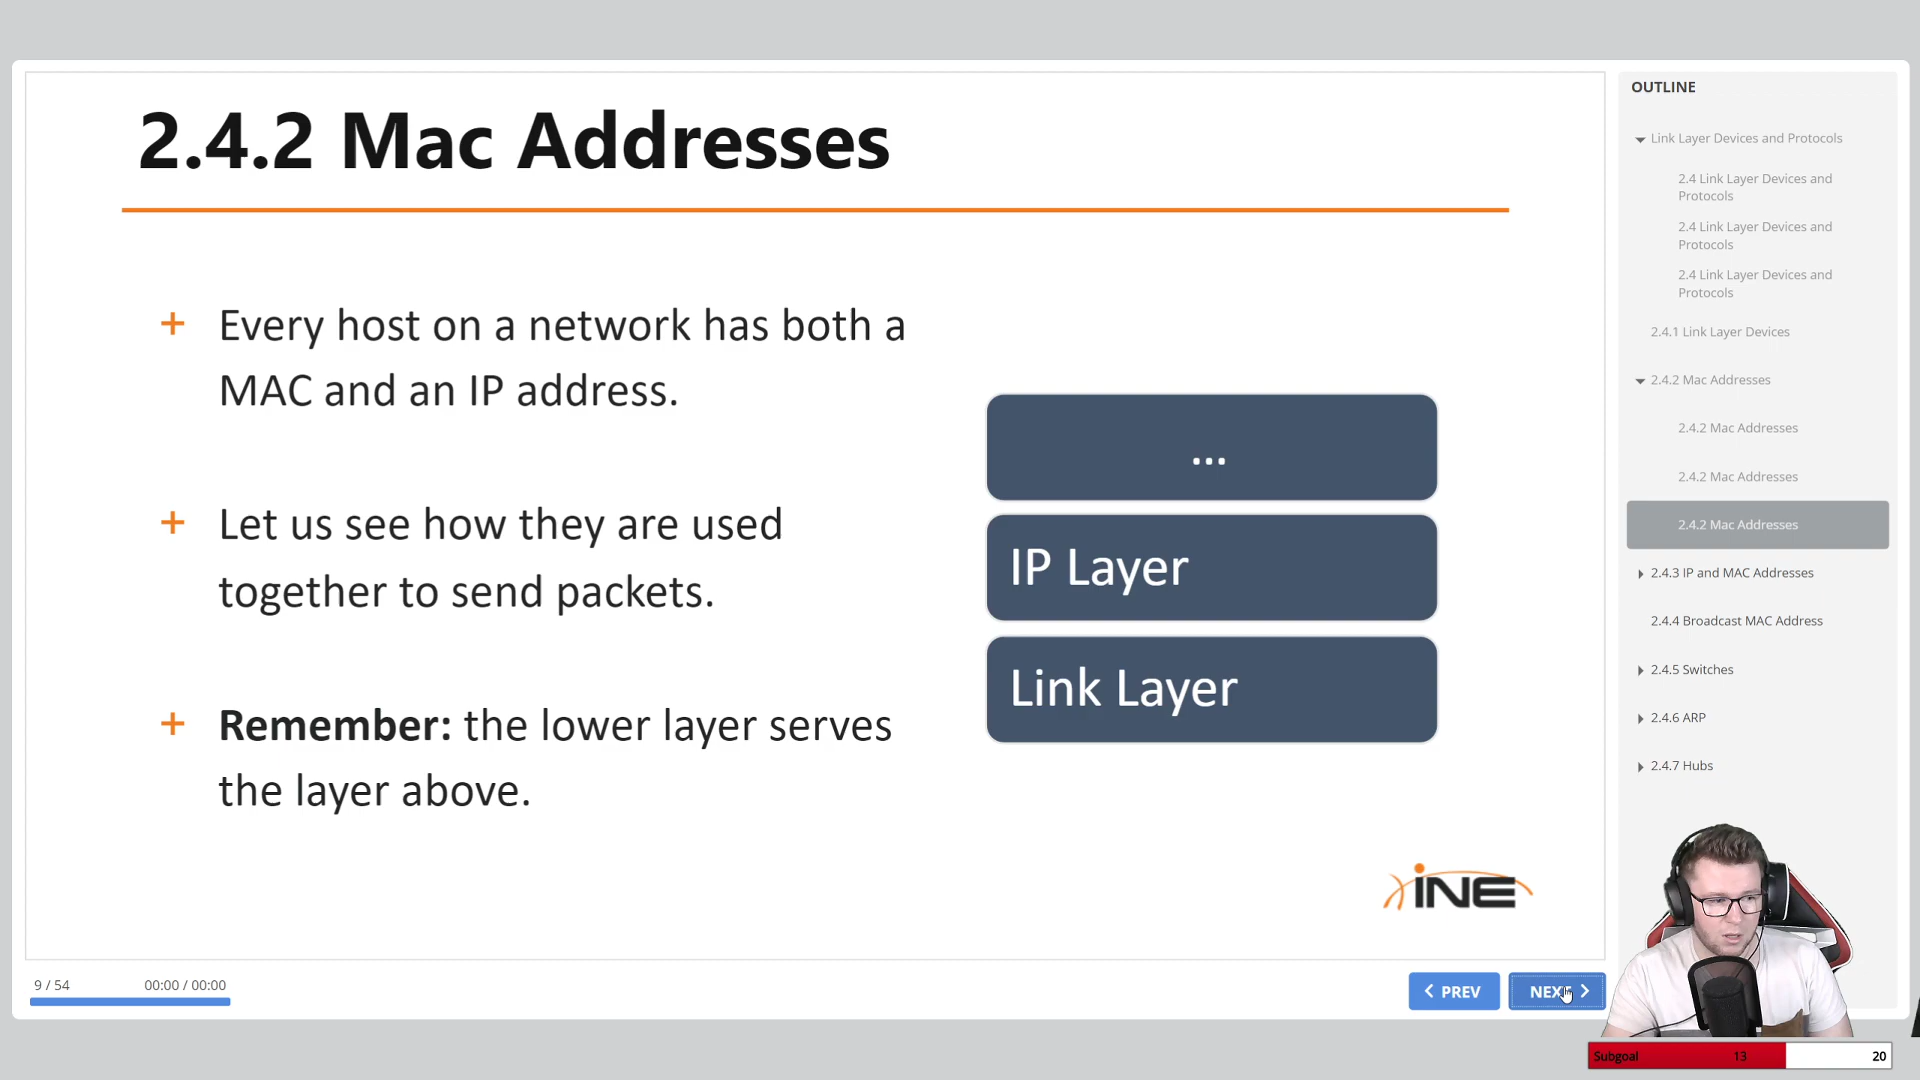 2.4.2 Mac Addresses
+ Every host on a network has both a
MAC and an IP address.
+ Let us see how they are used
together to send packets.
+ Remember: the lower layer serves
the layer above.
...
IP Layer
Link Layer
INE
9 / 54
00:00 / 00:00
PREV
NEXT
OUTLINE
Link Layer Devices and Protocols
2.4 Link Layer Devices and
Protocols
2.4 Link Layer Devices and
Protocols
2.4 Link Layer Devices and
Protocols
2.4.1 Link Layer Devices
2.4.2 Mac Addresses
2.4.2 Mac Addresses
2.4.2 Mac Addresses
2.4.2 Mac Addresses
2.4.3 IP and MAC Addresses
2.4.4 Broadcast MAC Address
2.4.5 Switches
2.4.6 ARP
2.4.7 Hubs
Subgoal 13 20